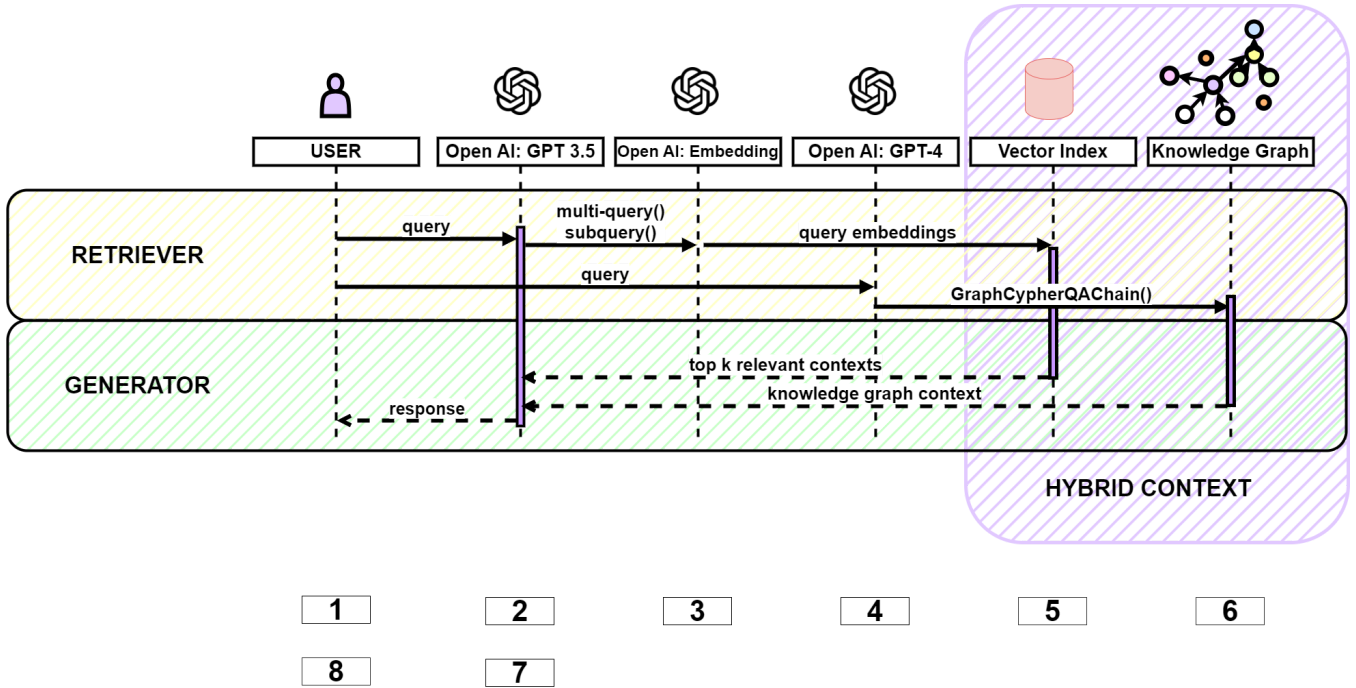 USER
Open AI: GPT 3.5
Open AI: Embedding
Open AI: GPT-4
Vector Index
Knowledge Graph
RETRIEVER
query
multi-query()
subquery()
query embeddings
query
GraphCypherQAChain()
GENERATOR
top k relevant contexts
knowledge graph context
response
HYBRID CONTEXT
1
2
3
4
5
6
8
7